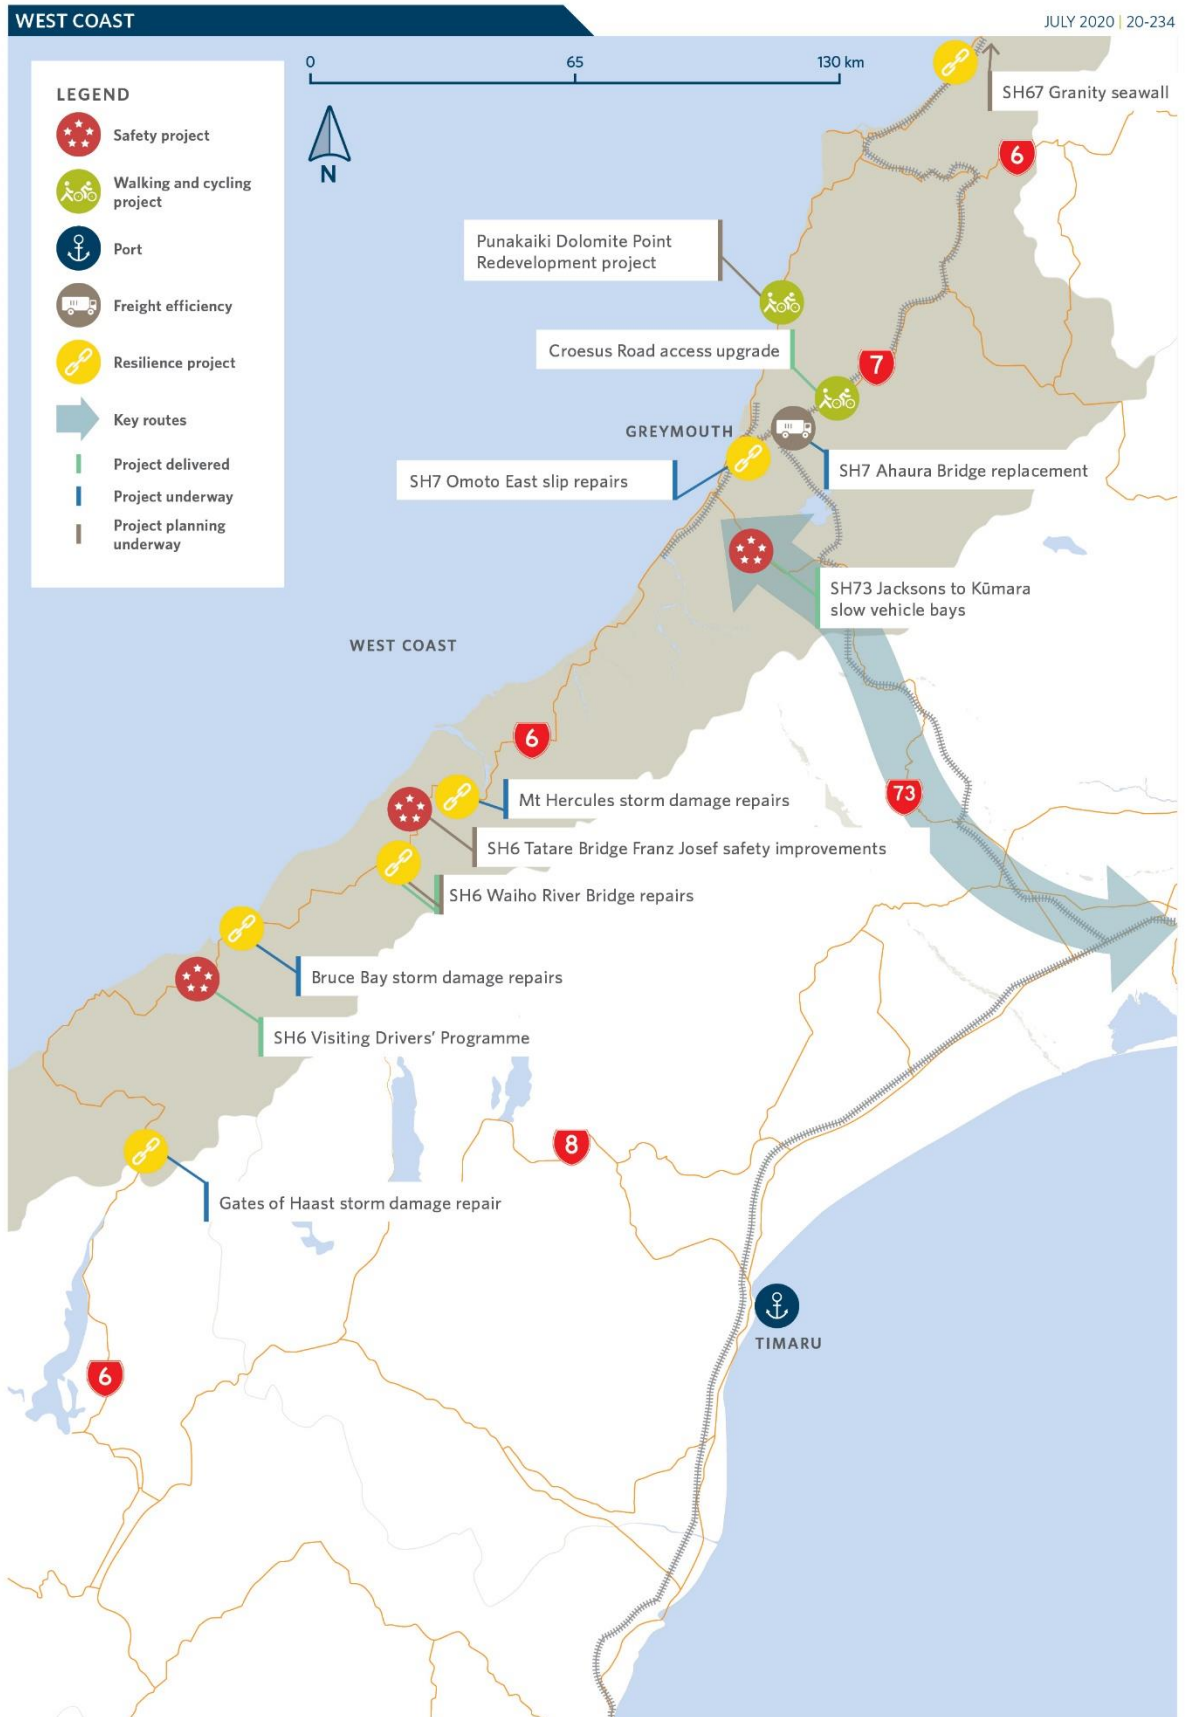 WEST COAST
JULY 2020 | 20-234
0
65
130 km
N
LEGEND
Safety project
Walking and cycling
project
Port
Freight efficiency
Resilience project
Key routes
Project delivered
Project underway
Project planning
underway
SH67 Granity seawall
6
Punakaiki Dolomite Point
Redevelopment project
Croesus Road access upgrade
7
GREYMOUTH
SH7 Omoto East slip repairs
SH7 Ahaura Bridge replacement
SH73 Jacksons to Kūmara
slow vehicle bays
WEST COAST
6
73
Mt Hercules storm damage repairs
SH6 Tatare Bridge Franz Josef safety improvements
SH6 Waiho River Bridge repairs
Bruce Bay storm damage repairs
SH6 Visiting Drivers' Programme
8
Gates of Haast storm damage repair
TIMARU
6